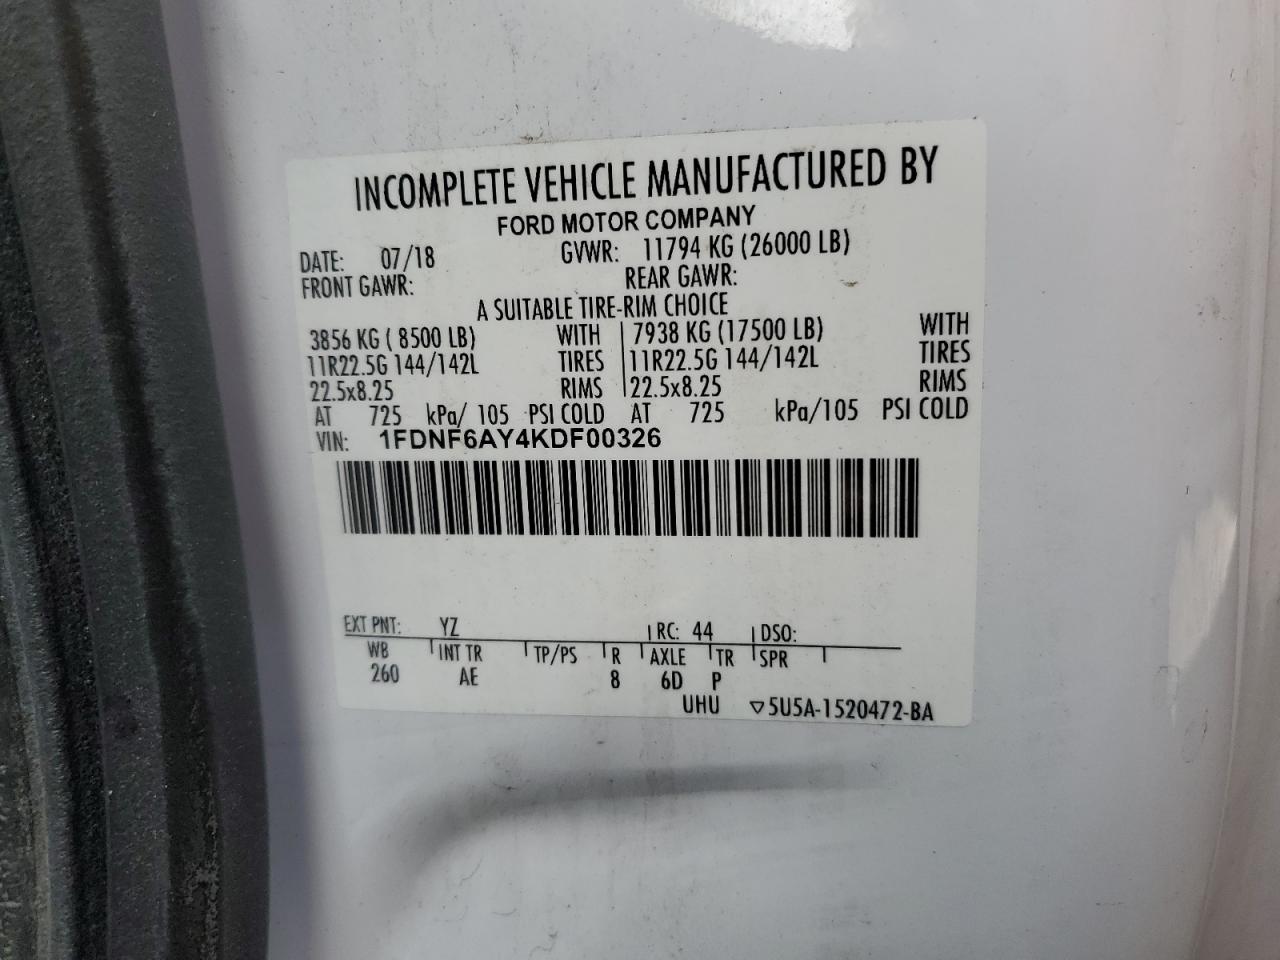 INCOMPLETE VEHICLE MANUFACTURED BY
FORD MOTOR COMPANY
DATE: 07/18 GVWR: 11794 KG (26000 LB)
FRONT GAWR: REAR GAWR:
A SUITABLE TIRE-RIM CHOICE
3856 KG ( 8500 LB) WITH 7938 KG (17500 LB) WITH
11R22.5G 144/142L TIRES 11R22.5G 144/142L TIRES
22.5x8.25 RIMS 22.5x8.25 RIMS
AT 725 kPa/ 105 PSI COLD AT 725 kPa/105 PSI COLD
VIN: 1FDNF6AY4KDF00326
EXT PNT: YZ RC: 44 DSO:
WB INT TR TP/PS R AXLE TR SPR
260 AE 8 6D P
UHU ▽5U5A-1520472-BA